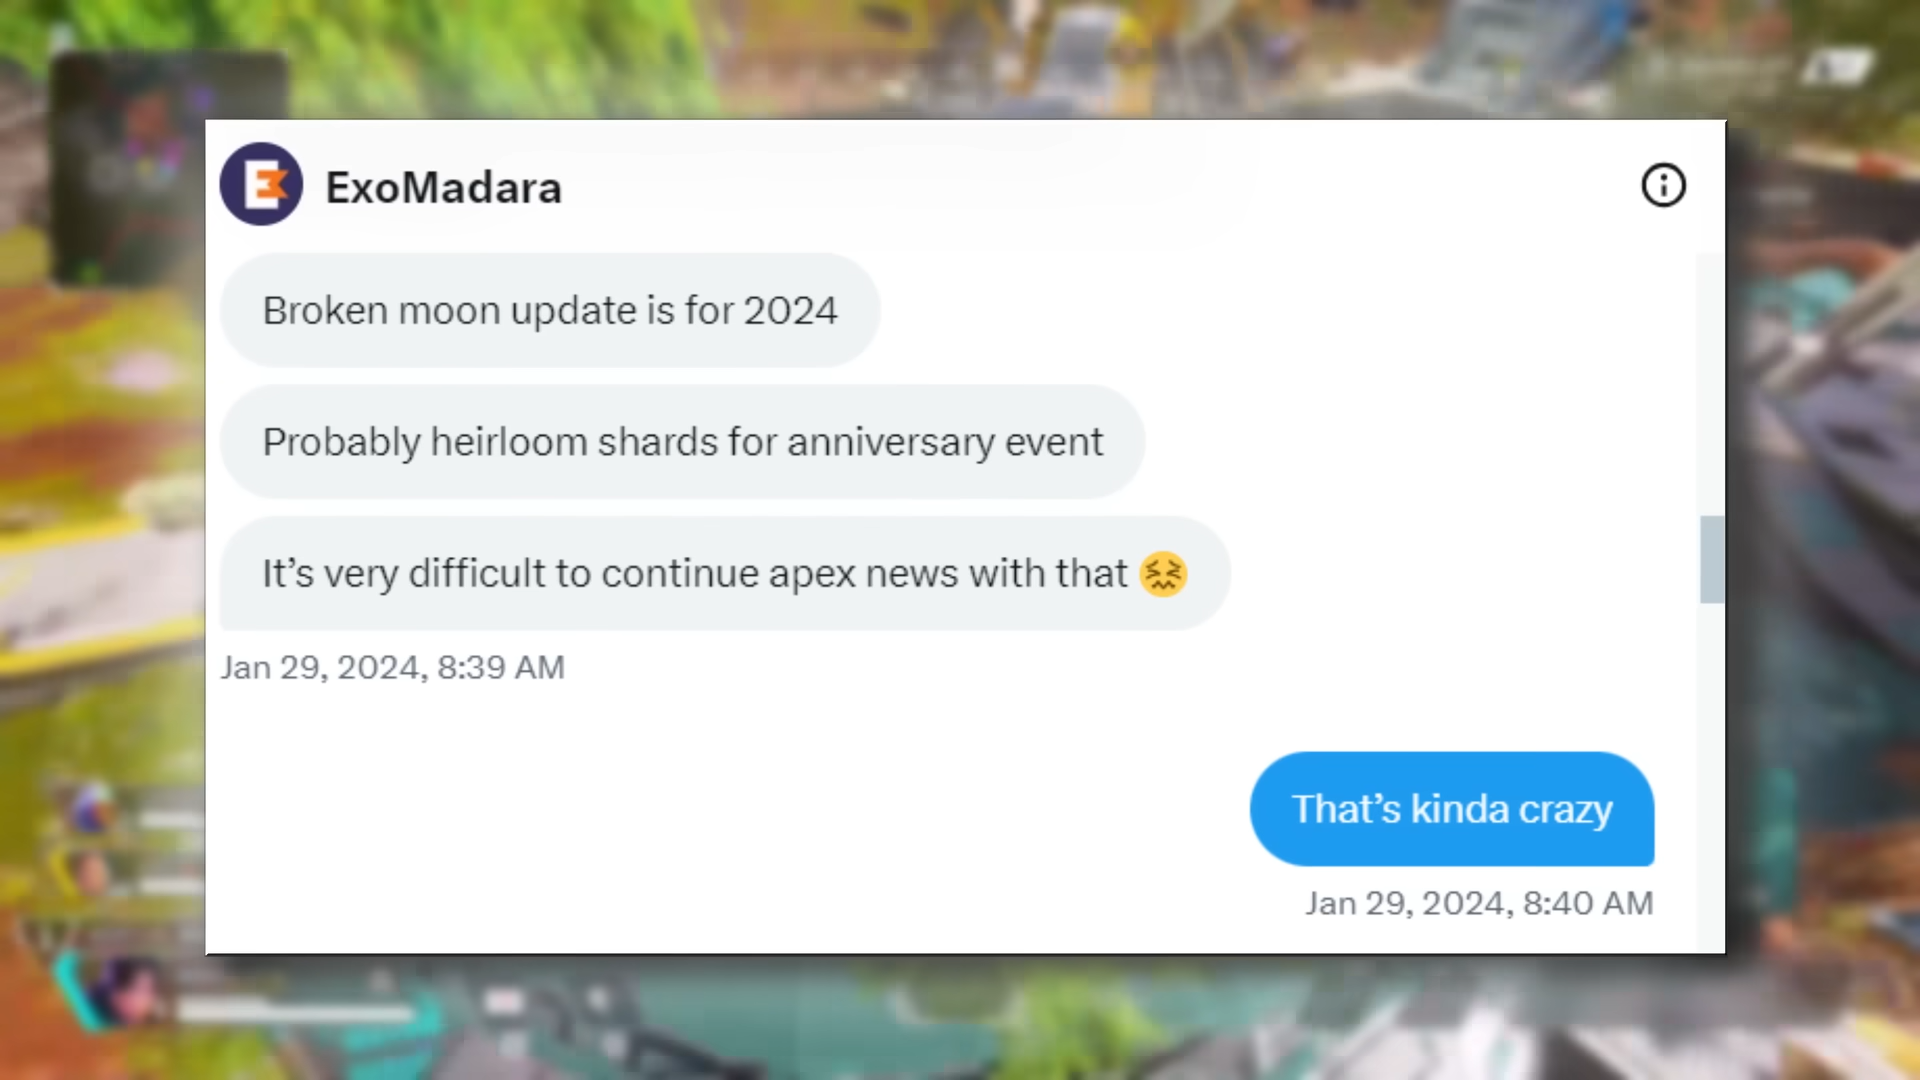 ExoMadara
Broken moon update is for 2024
Probably heirloom shards for anniversary event
It’s very difficult to continue apex news with that 😖
Jan 29, 2024, 8:39 AM
That’s kinda crazy
Jan 29, 2024, 8:40 AM